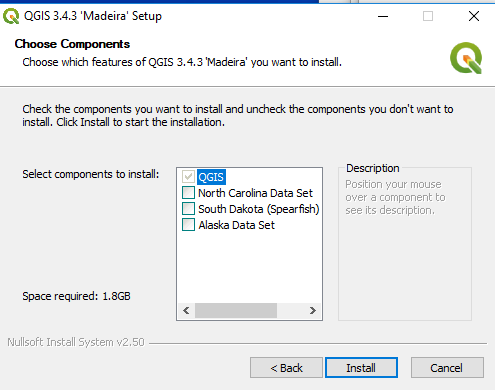 QGIS 3.4.3 'Madeira' Setup
Choose Components
Choose which features of QGIS 3.4.3 'Madeira' you want to install.
Check the components you want to install and uncheck the components you don't want to
install. Click Install to start the installation.
Select components to install:
QGIS
North Carolina Data Set
South Dakota (Spearfish)
Alaska Data Set
Description
Position your mouse
over a component to
see its description.
Space required: 1.8GB
Nullsoft Install System v2.50
< Back
Install
Cancel